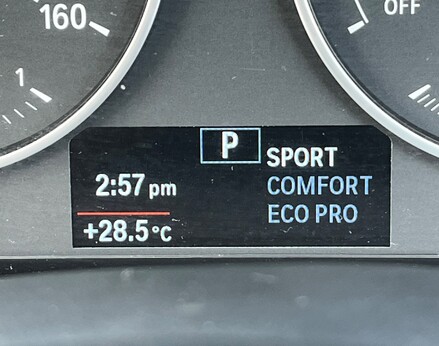 160
OFF
1
P
SPORT
2:57 pm
COMFORT
ECO PRO
+28.5 °C